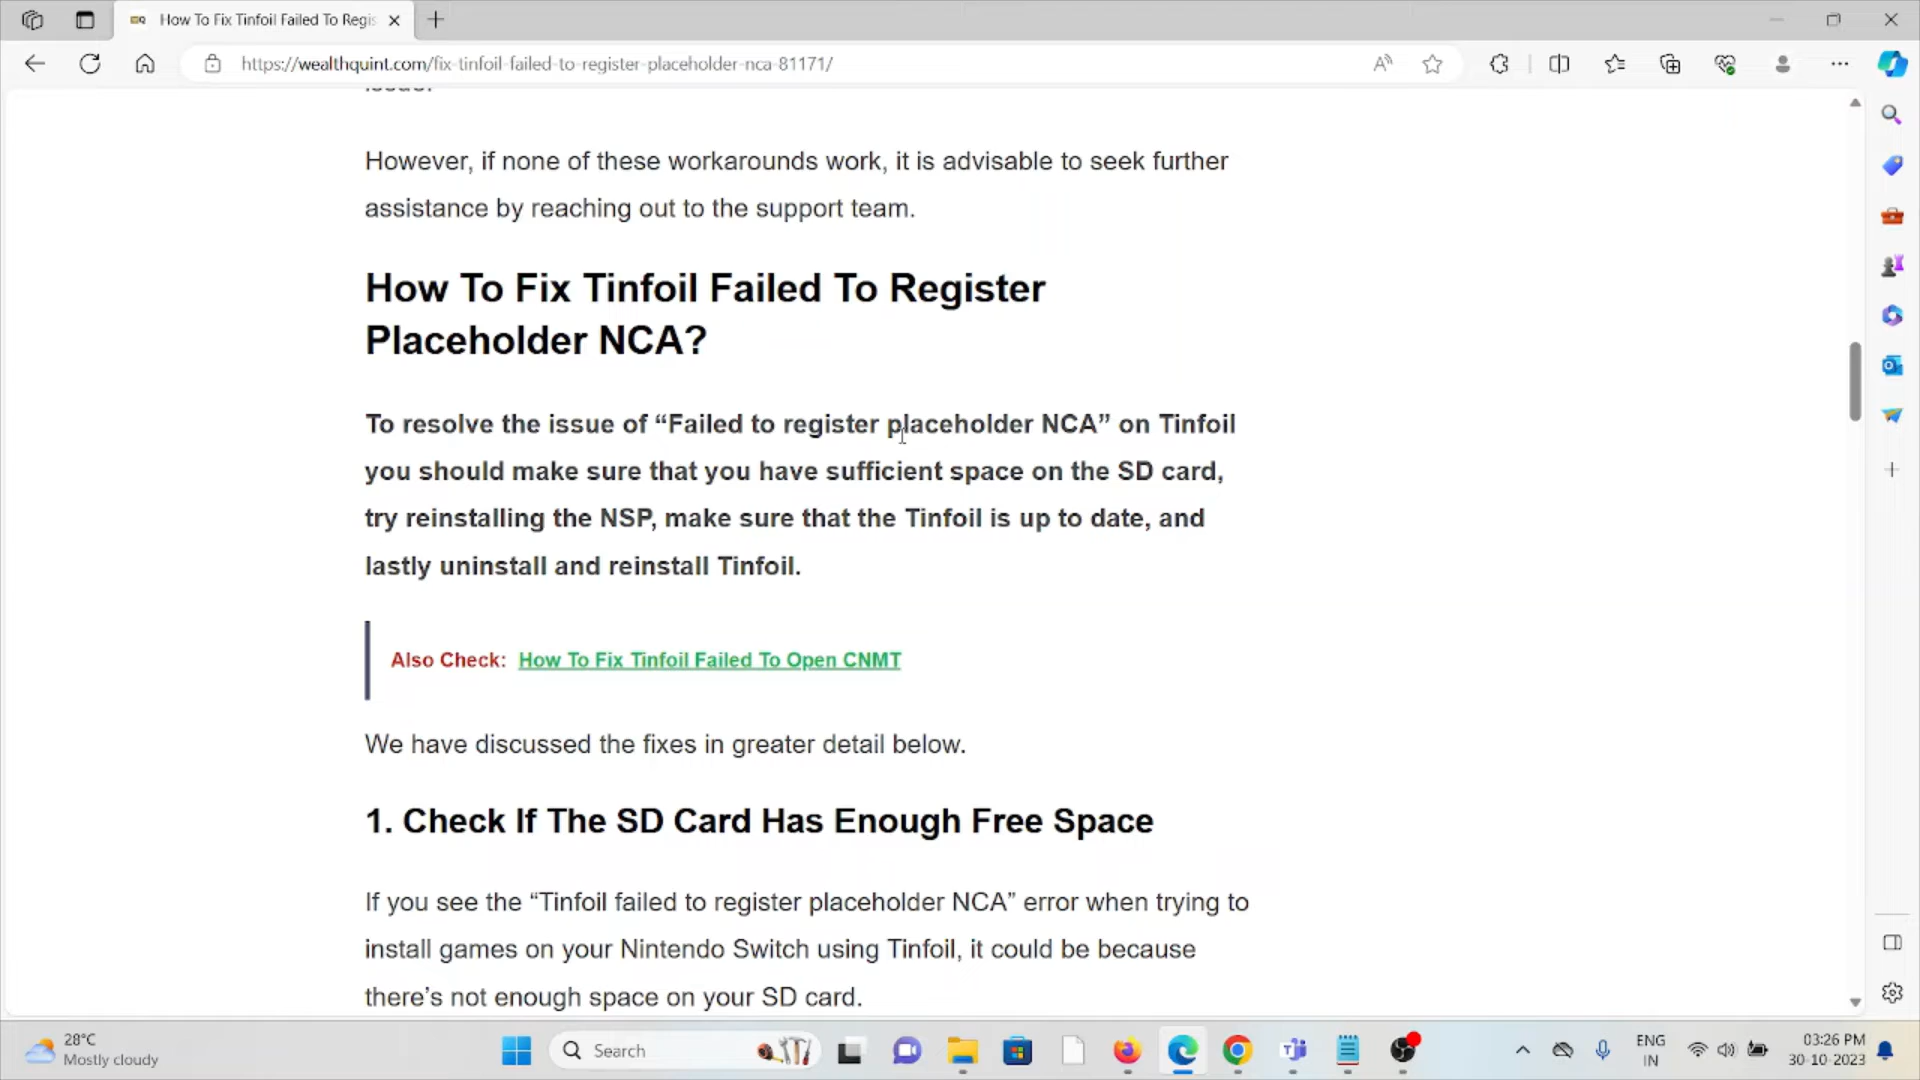 How To Fix Tinfoil Failed To Regis
https://wealthquint.com/fix-tinfoil-failed-to-register-placeholder-nca-81171/
issue.
However, if none of these workarounds work, it is advisable to seek further
assistance by reaching out to the support team.
How To Fix Tinfoil Failed To Register
Placeholder NCA?
To resolve the issue of “Failed to register placeholder NCA” on Tinfoil
you should make sure that you have sufficient space on the SD card,
try reinstalling the NSP, make sure that the Tinfoil is up to date, and
lastly uninstall and reinstall Tinfoil.
Also Check: How To Fix Tinfoil Failed To Open CNMT
We have discussed the fixes in greater detail below.
1. Check If The SD Card Has Enough Free Space
If you see the “Tinfoil failed to register placeholder NCA” error when trying to
install games on your Nintendo Switch using Tinfoil, it could be because
there’s not enough space on your SD card.
28°C
Mostly cloudy
Search
ENG
IN
03:26 PM
30-10-2023